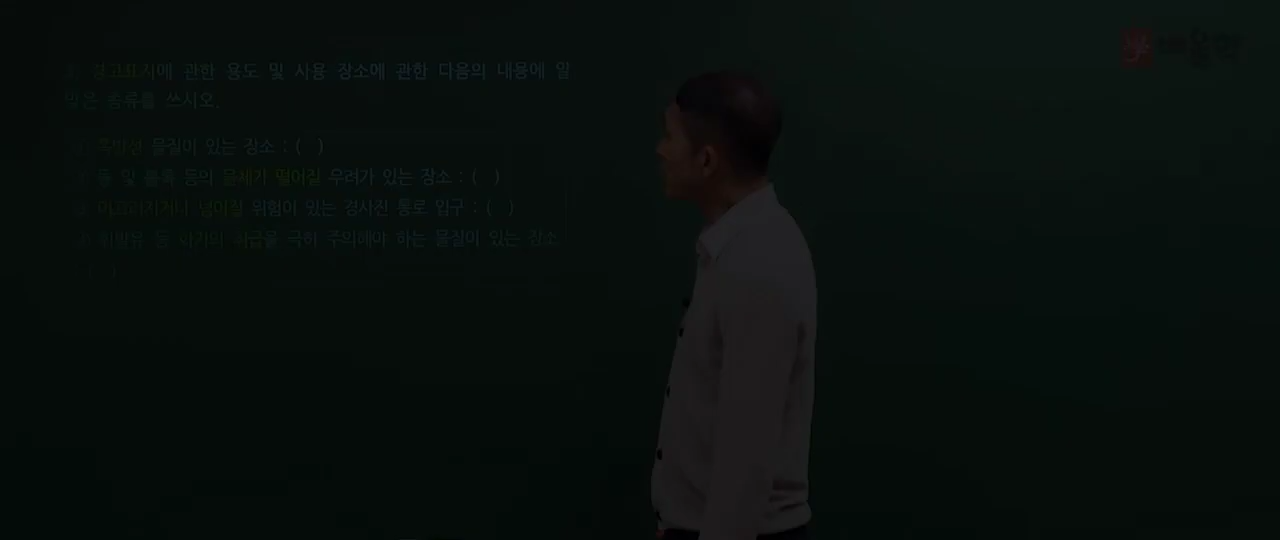 경고표지에 관한 용도 및 사용 장소에 관한 다음의 내용에 알
맞은 종류를 쓰시오.
폭발성 물질이 있는 장소 : ( )
돌 및 블록 등의 물체가 떨어질 우려가 있는 장소 : ( )
미끄러지거나 넘어질 위험이 있는 경사진 통로 입구 : ( )
휘발유 등 화기의 취급을 극히 주의해야 하는 물질이 있는 장소
( )